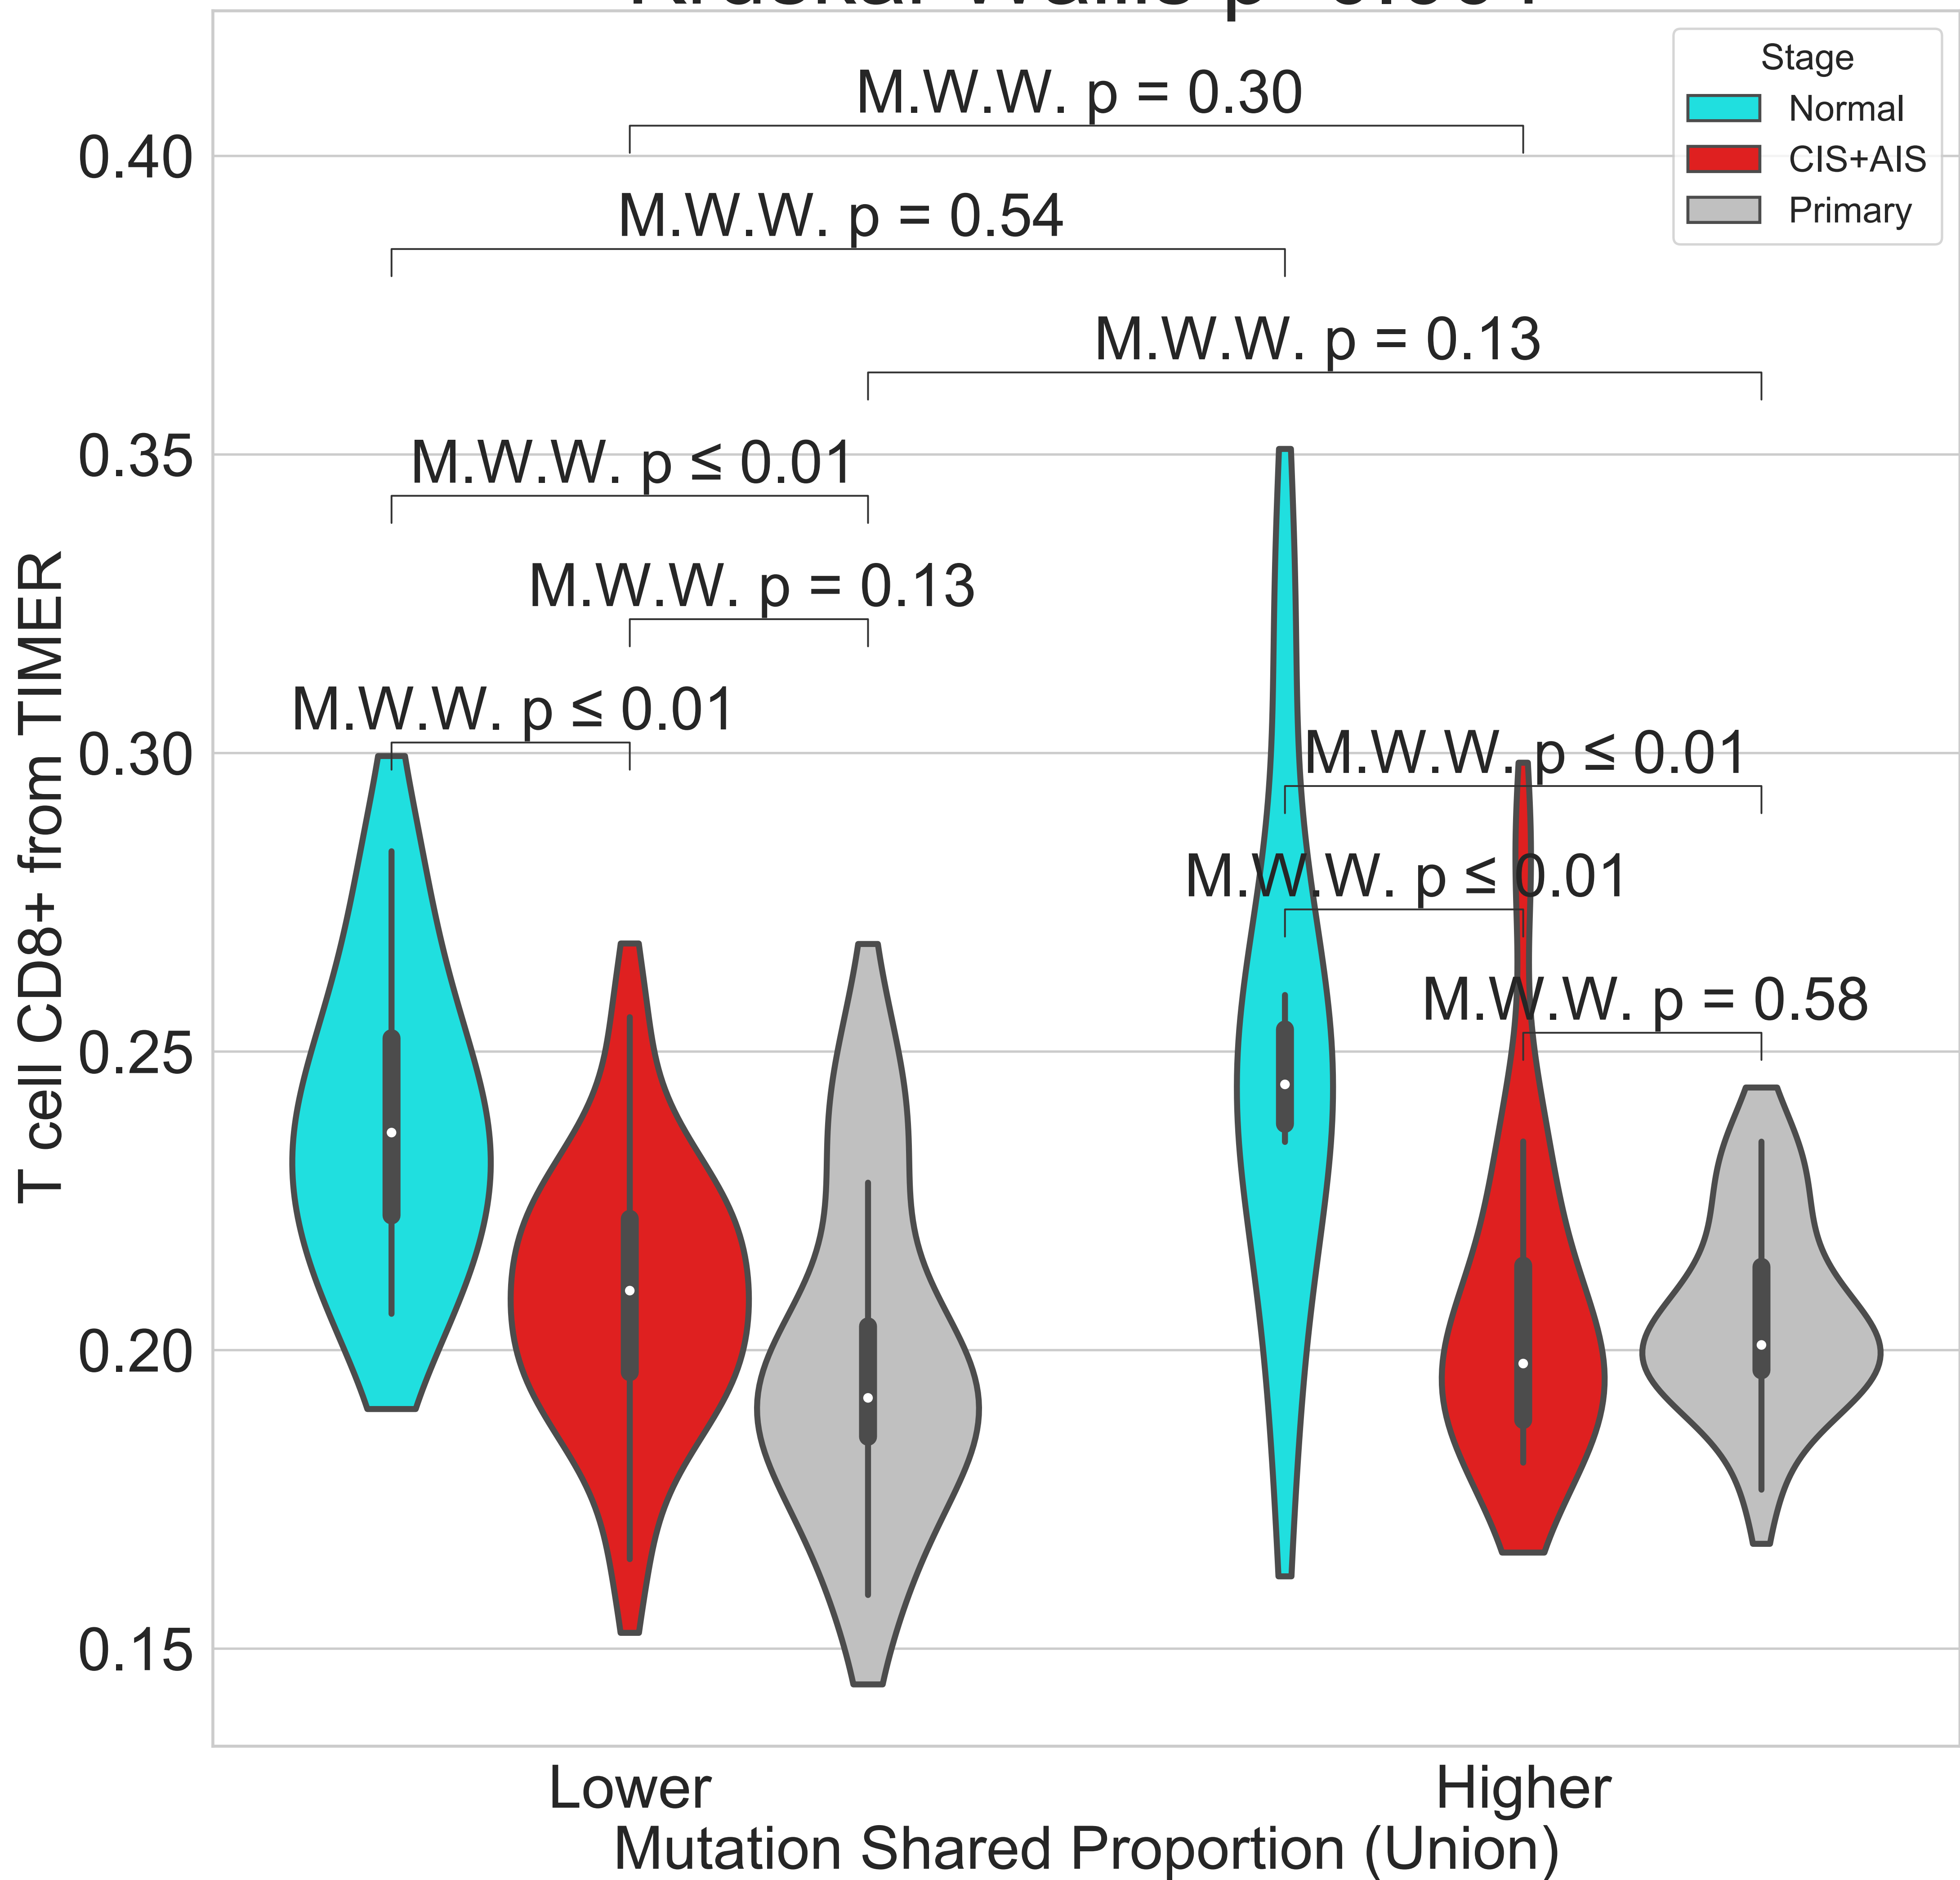 Stage
Normal
CIS+AIS
Primary
M.W.W. p = 0.30
M.W.W. p = 0.54
M.W.W. p = 0.13
M.W.W. p ≤ 0.01
M.W.W. p = 0.13
M.W.W. p ≤ 0.01
M.W.W. p ≤ 0.01
M.W.W. p ≤ 0.01
M.W.W. p = 0.58
0.40
0.35
0.30
0.25
0.20
0.15
T cell CD8+ from TIMER
Lower
Higher
Mutation Shared Proportion (Union)